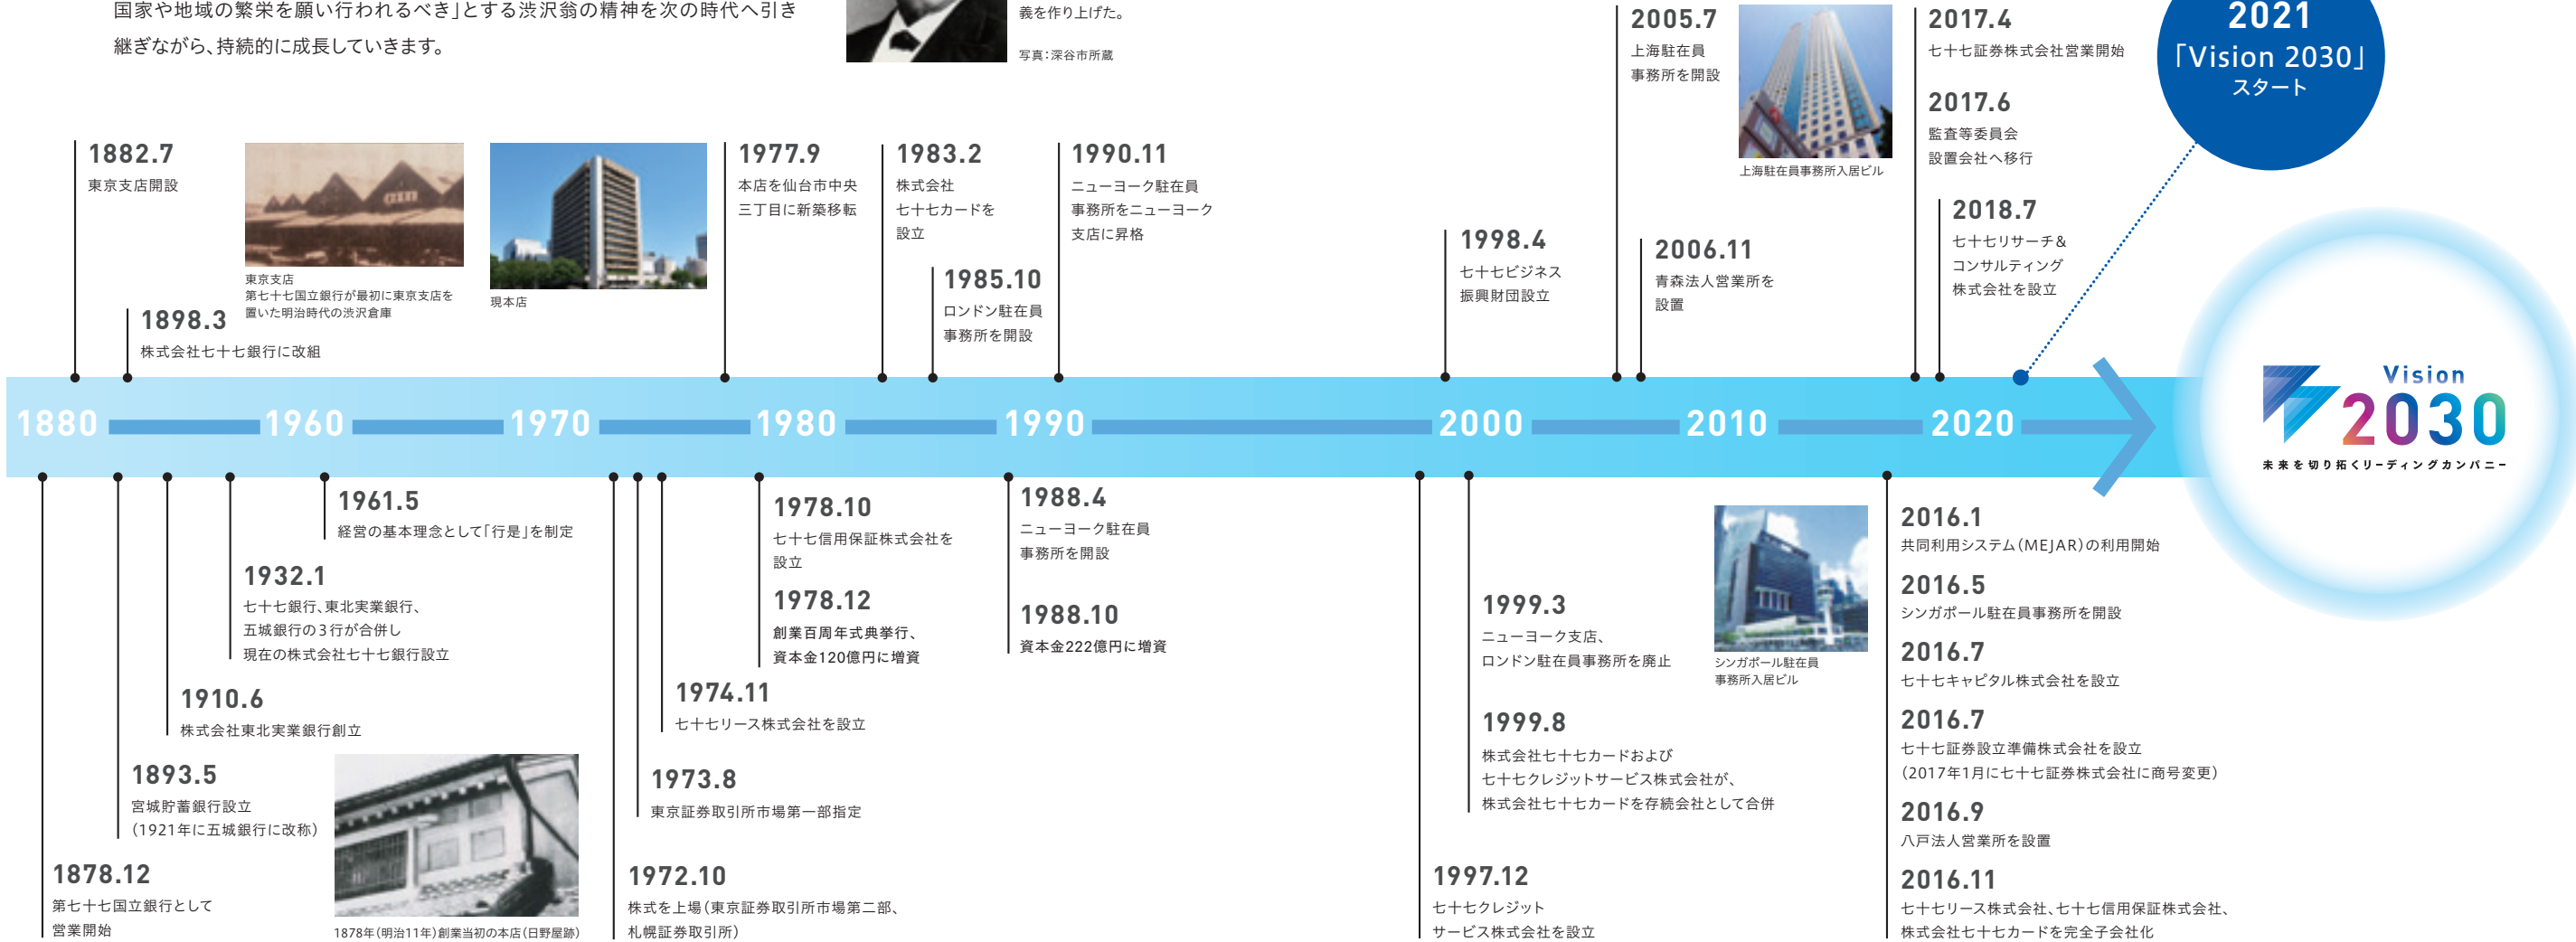 国家や地域の繁栄を願い行われるべき」とする渋沢翁の精神を次の時代へ引き
継ぎながら、持続的に成長していきます。
義を作り上げた。
写真：深谷市所蔵
1882.7
東京支店開設
1898.3
株式会社七十七銀行に改組
東京支店
第七十七国立銀行が最初に東京支店を
置いた明治時代の渋沢倉庫
現本店
1977.9
本店を仙台市中央
三丁目に新築移転
1983.2
株式会社
七十七カードを
設立
1985.10
ロンドン駐在員
事務所を開設
1990.11
ニューヨーク駐在員
事務所をニューヨーク
支店に昇格
1998.4
七十七ビジネス
振興財団設立
2005.7
上海駐在員
事務所を開設
上海駐在員事務所入居ビル
2006.11
青森法人営業所を
設置
2017.4
七十七証券株式会社営業開始
2017.6
監査等委員会
設置会社へ移行
2018.7
七十七リサーチ＆
コンサルティング
株式会社を設立
2021
「Vision 2030」
スタート
1880
1960
1970
1980
1990
2000
2010
2020
Vision
2030
未来を切り拓くリーディングカンパニー
1878.12
第七十七国立銀行として
営業開始
1893.5
宮城貯蓄銀行設立
（1921年に五城銀行に改称）
1910.6
株式会社東北実業銀行創立
1932.1
七十七銀行、東北実業銀行、
五城銀行の3行が合併し
現在の株式会社七十七銀行設立
1961.5
経営の基本理念として「行是」を制定
1878年（明治11年）創業当初の本店（日野屋跡）
1972.10
株式を上場（東京証券取引所市場第二部、
札幌証券取引所）
1973.8
東京証券取引所市場第一部指定
1974.11
七十七リース株式会社を設立
1978.10
七十七信用保証株式会社を
設立
1978.12
創業百周年式典挙行、
資本金120億円に増資
1988.4
ニューヨーク駐在員
事務所を開設
1988.10
資本金222億円に増資
1997.12
七十七クレジット
サービス株式会社を設立
1999.3
ニューヨーク支店、
ロンドン駐在員事務所を廃止
1999.8
株式会社七十七カードおよび
七十七クレジットサービス株式会社が、
株式会社七十七カードを存続会社として合併
シンガポール駐在員
事務所入居ビル
2016.1
共同利用システム（MEJAR）の利用開始
2016.5
シンガポール駐在員事務所を開設
2016.7
七十七キャピタル株式会社を設立
2016.7
七十七証券設立準備株式会社を設立
（2017年1月に七十七証券株式会社に商号変更）
2016.9
八戸法人営業所を設置
2016.11
七十七リース株式会社、七十七信用保証株式会社、
株式会社七十七カードを完全子会社化